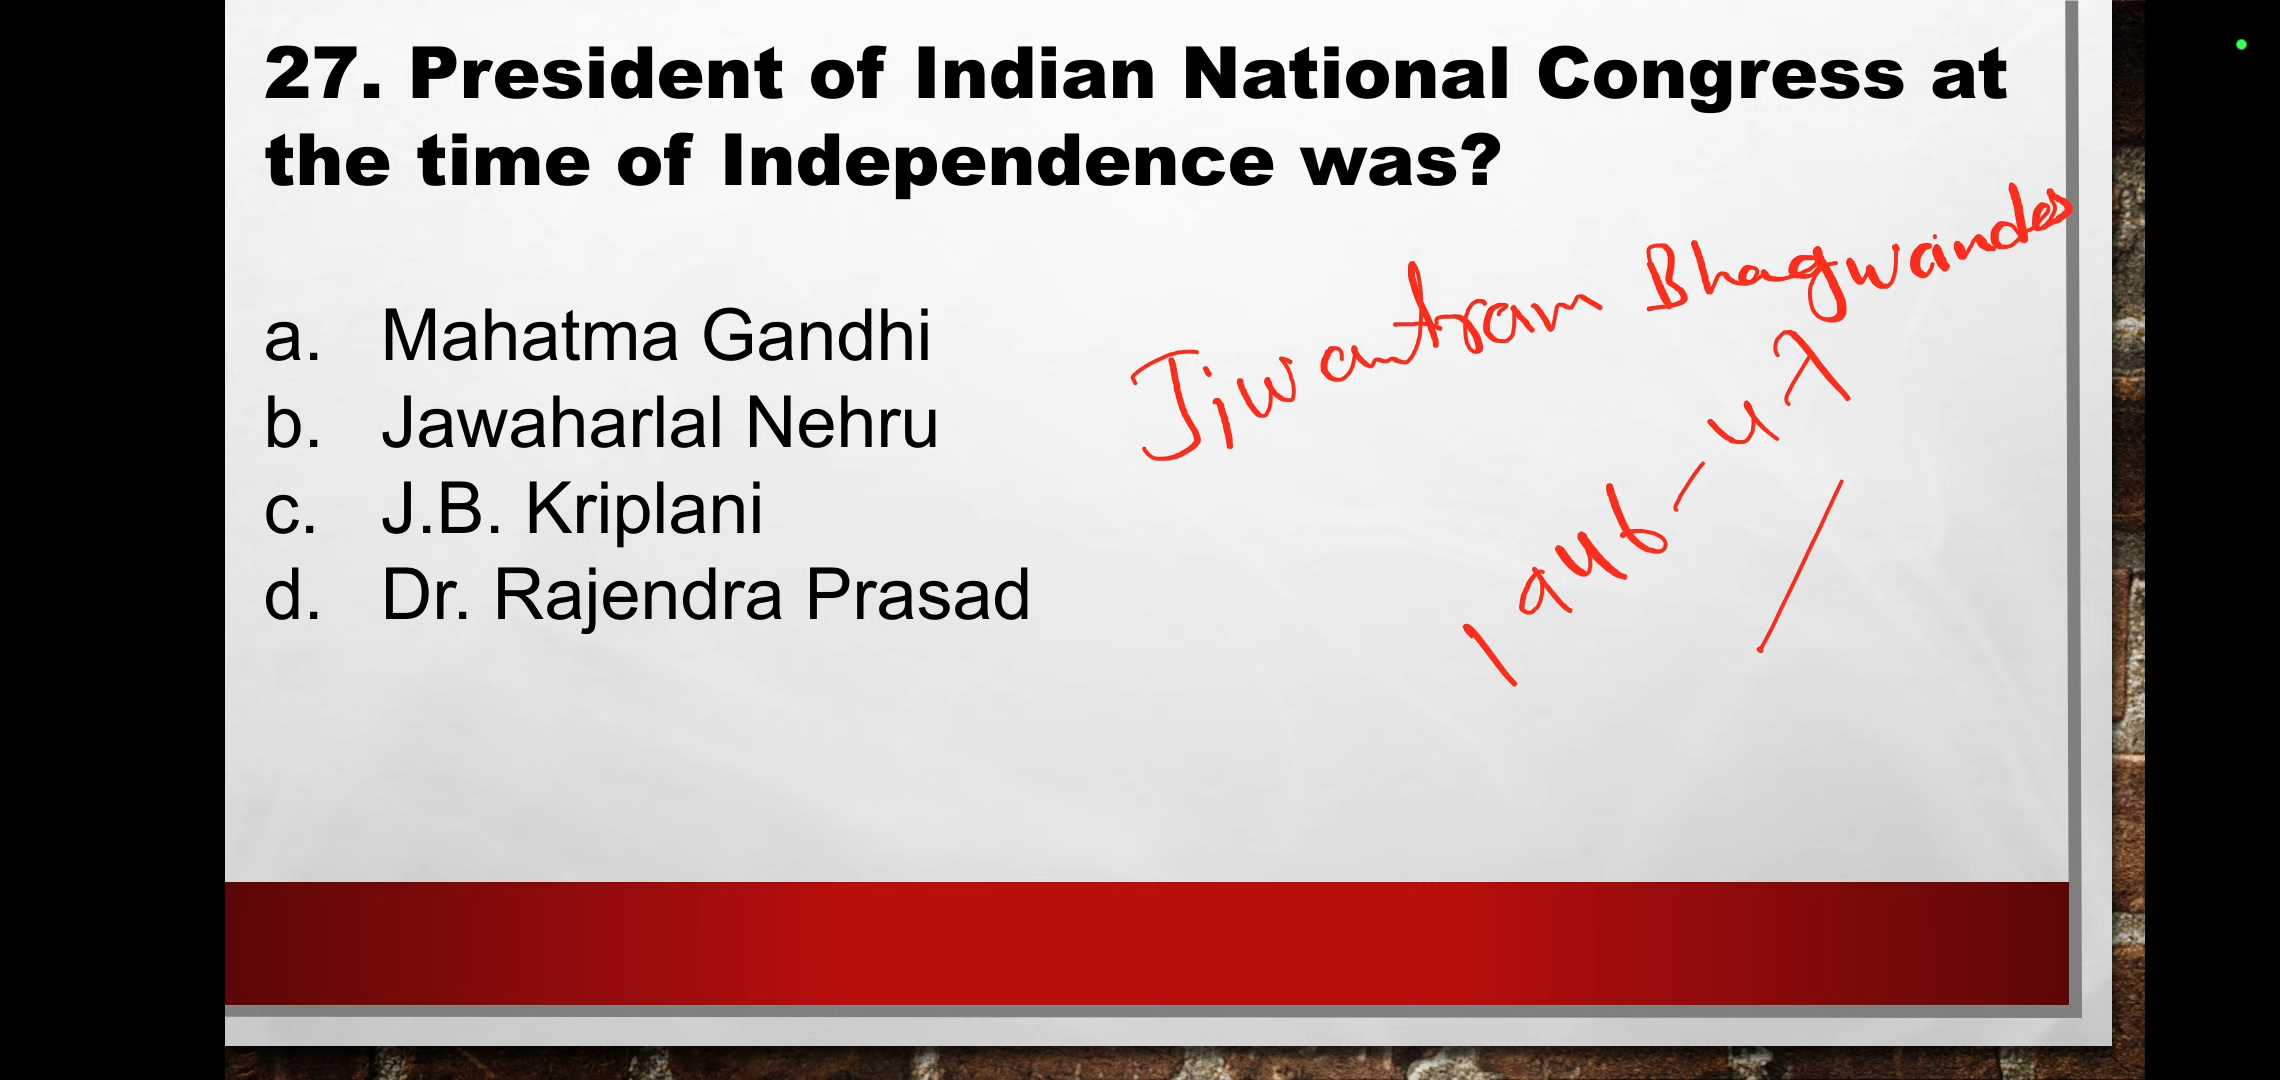 27. President of Indian National Congress at
the time of Independence was?
Jiwantram Bhagwandas
1946-47
a. Mahatma Gandhi
b. Jawaharlal Nehru
c. J.B. Kriplani
d. Dr. Rajendra Prasad